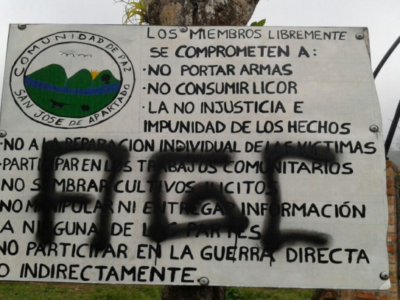 COMUNIDAD DE PAZ
SAN JOSE DE APARTADO
LOS MIEMBROS LIBREMENTE
SE COMPROMETEN A:
·NO PORTAR ARMAS
·NO CONSUMIR LICOR
·LA NO INJUSTICIA E
IMPUNIDAD DE LOS HECHOS
·NO A LA REPARACION INDIVIDUAL DE LAS VICTIMAS
·PARTICIPAR EN LOS TRABAJOS COMUNITARIOS
NO SEMBRAR CULTIVOS ILICITOS
NO MANIPULAR NI ENTREGAR INFORMACIÓN
A NINGUNA DE LAS PARTES
NO PARTICIPAR EN LA GUERRA DIRECTA
O INDIRECTAMENTE
AGC